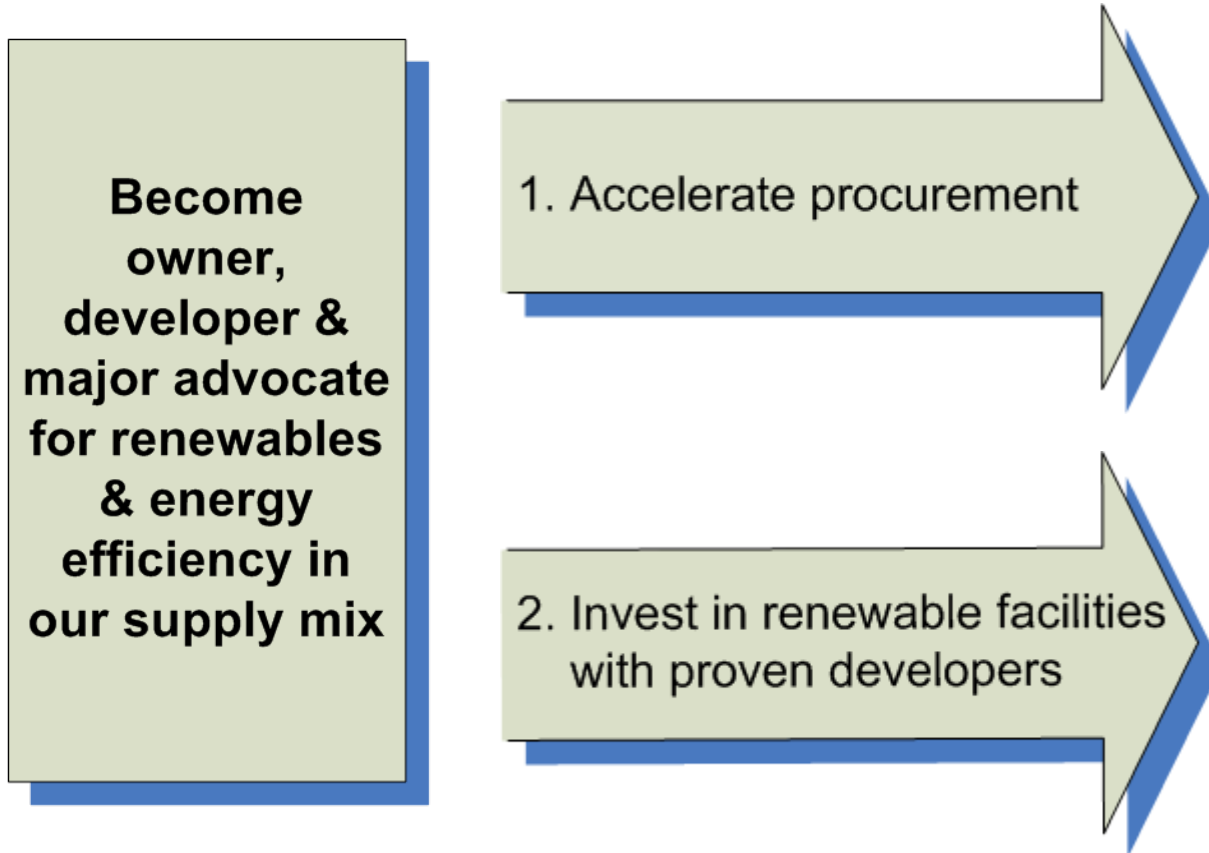 Become
owner,
developer &
major advocate
for renewables
& energy
efficiency in
our supply mix
1. Accelerate procurement
2. Invest in renewable facilities
with proven developers